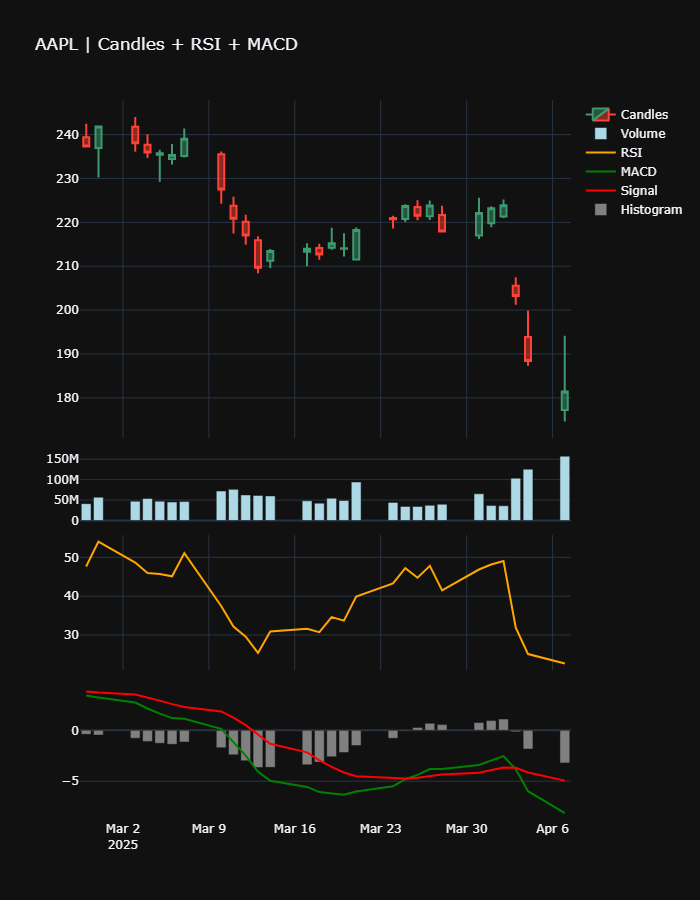 AAPL | Candles + RSI + MACD
Candles
Volume
RSI
MACD
Signal
Histogram
240
230
220
210
200
190
180
150M
100M
50M
0
50
40
30
0
−5
Mar 2
2025
Mar 9
Mar 16
Mar 23
Mar 30
Apr 6